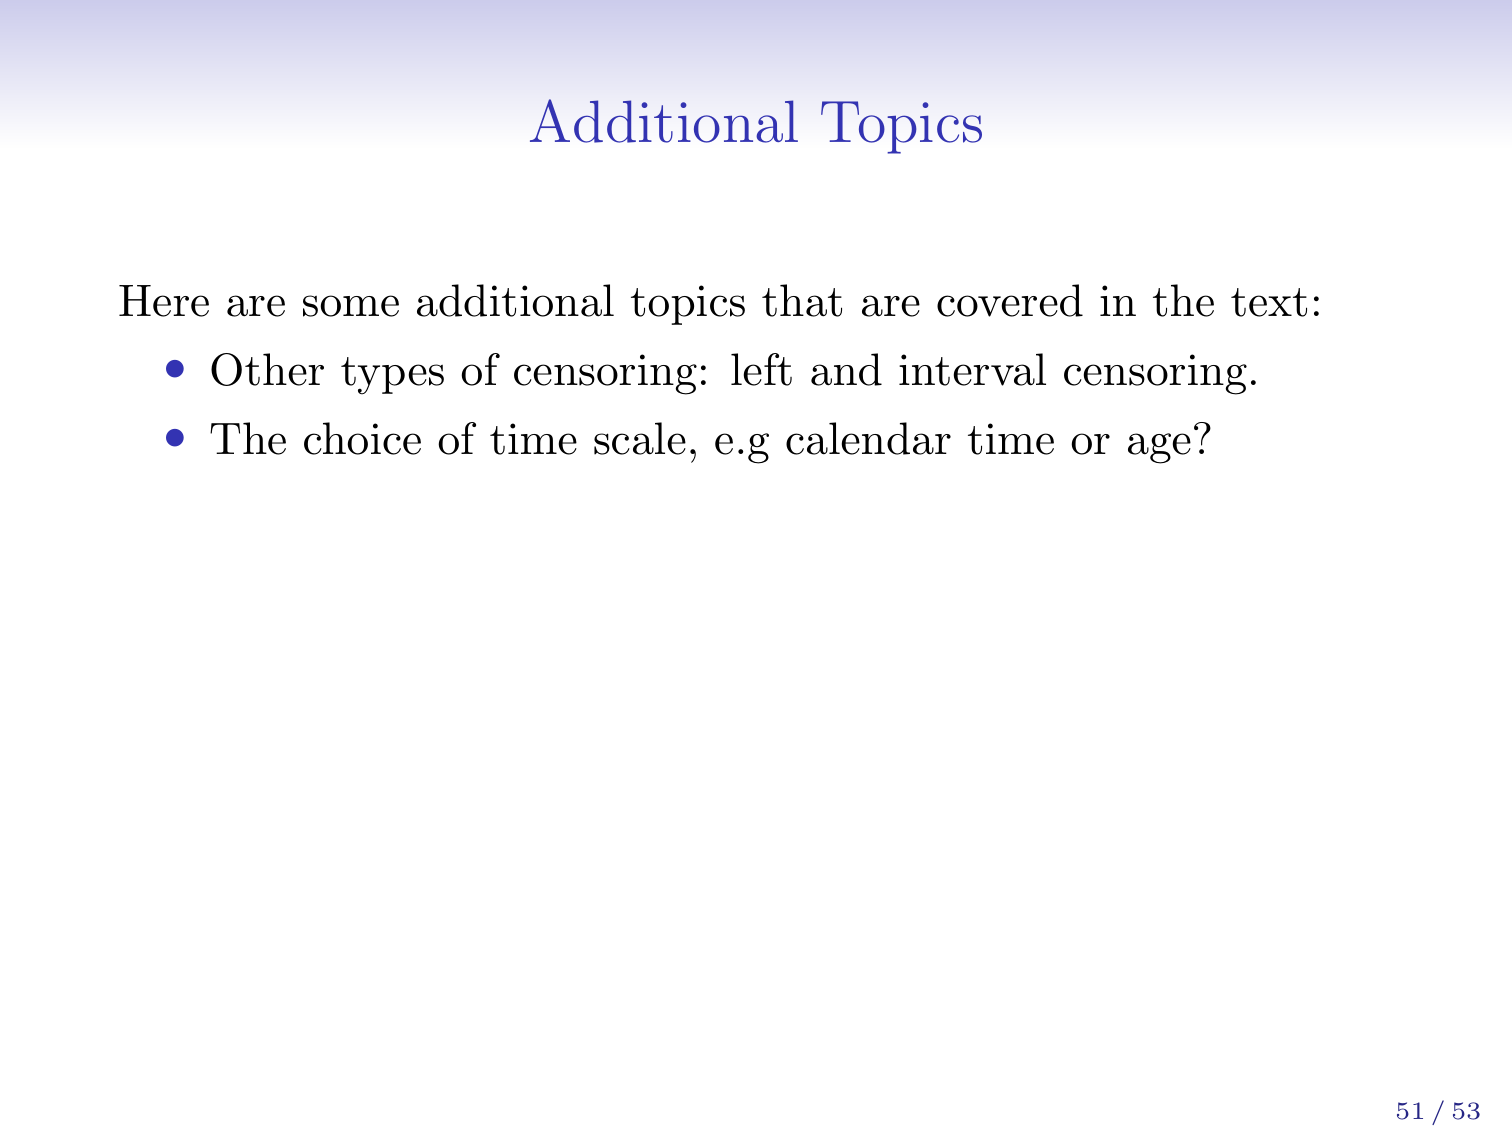 Additional Topics
Here are some additional topics that are covered in the text:
• Other types of censoring: left and interval censoring.
• The choice of time scale, e.g calendar time or age?
51 / 53